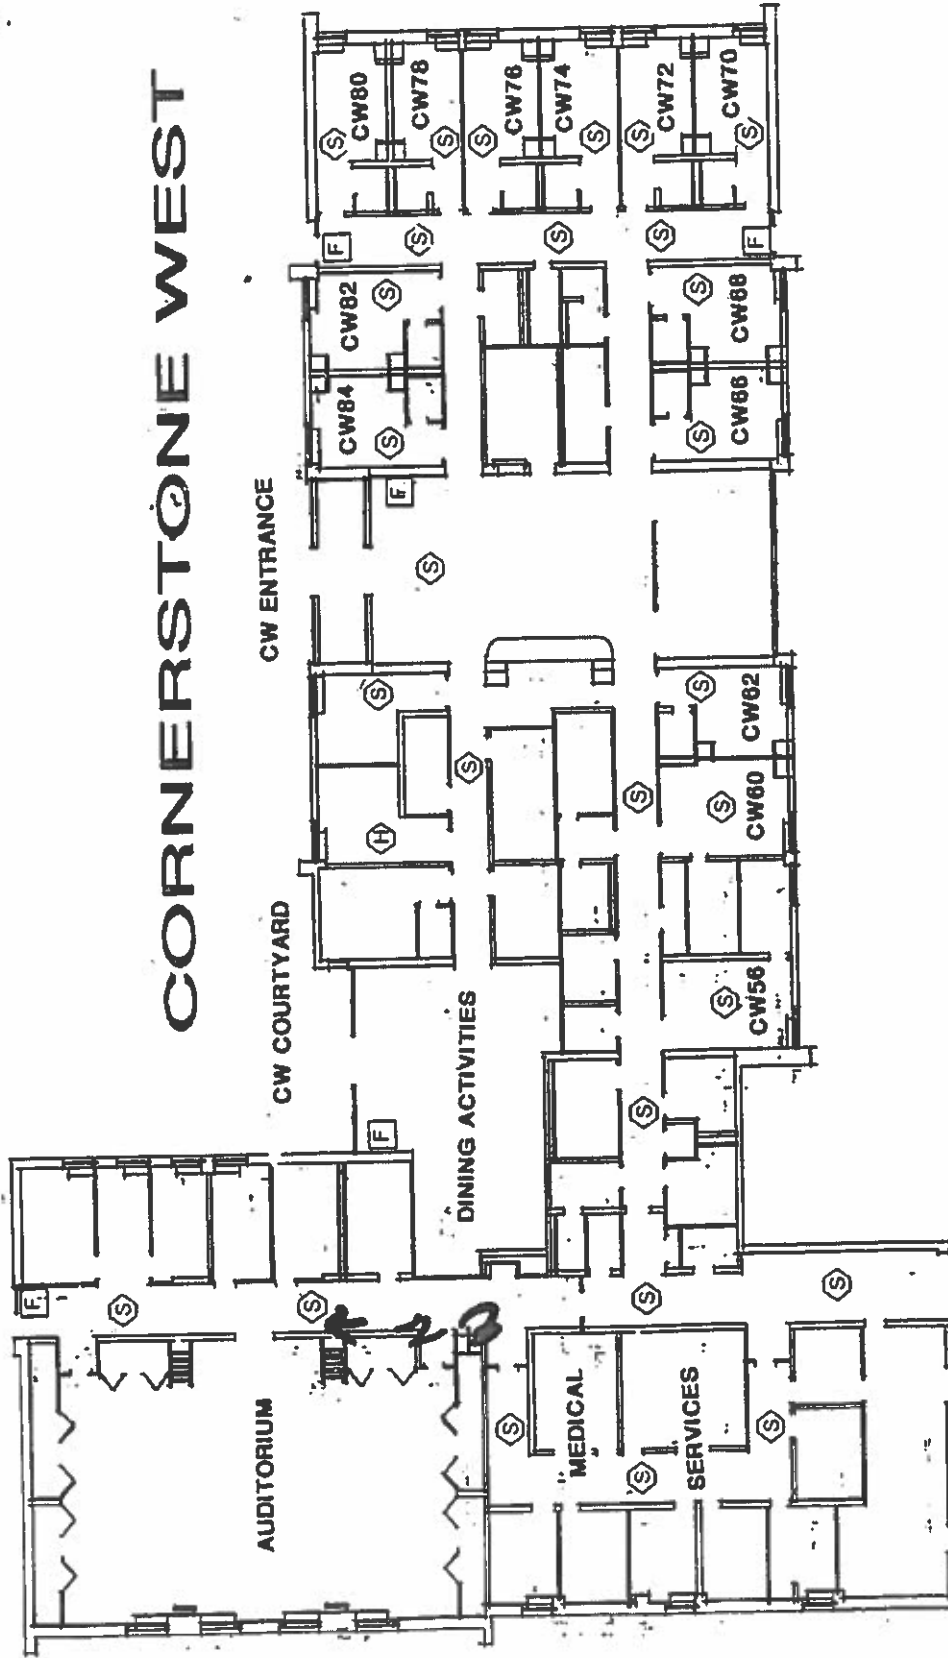 CORNERSTONE WEST
F
S
AUDITORIUM
CW COURTYARD
CW ENTRANCE
S
F
S
CW84
CW82
CW80
F
H
S
S
S
F
S
CW78
S
S
DINING ACTIVITIES
S
S
S
CW76
S
CW74
MEDICAL
S
S
S
S
S
S
S
CW72
SERVICES
S
S
S
S
CW70
S
CW62
CW66
CW68
F
S
CW56
CW60
S
S